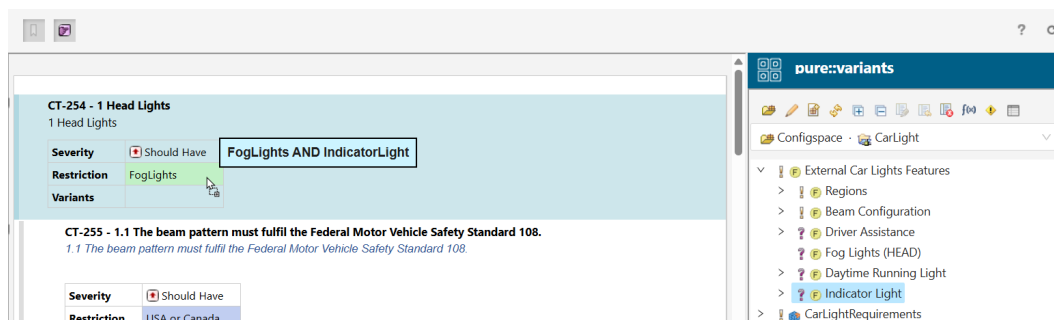 ?
pure::variants
f(x)
Configspace · CarLight
CT-254 - 1 Head Lights
1 Head Lights
Severity Should Have
FogLights AND IndicatorLight
Restriction FogLights
Variants
CT-255 - 1.1 The beam pattern must fulfil the Federal Motor Vehicle Safety Standard 108.
1.1 The beam pattern must fulfil the Federal Motor Vehicle Safety Standard 108.
Severity Should Have
Restriction USA or Canada
External Car Lights Features
Regions
Beam Configuration
Driver Assistance
Fog Lights (HEAD)
Daytime Running Light
Indicator Light
CarLightRequirements